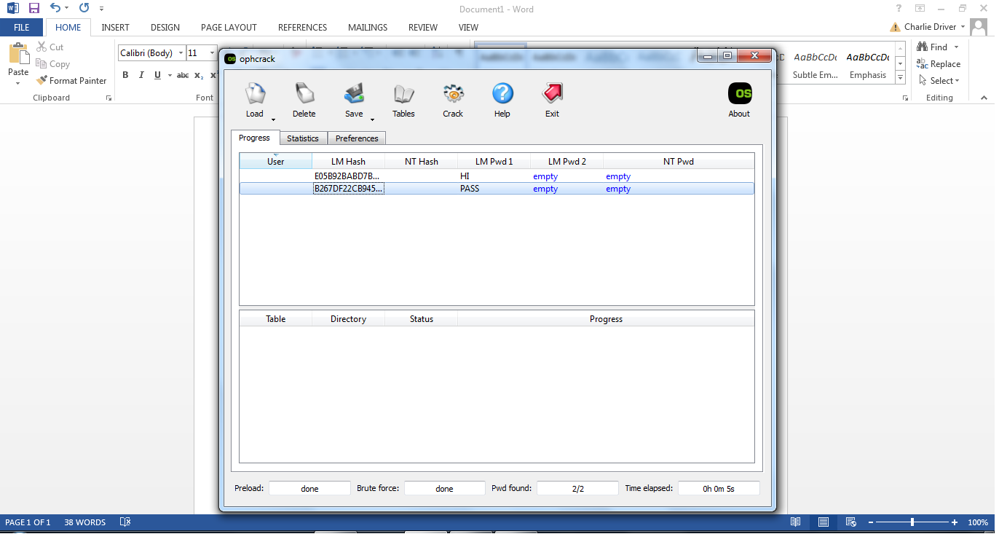 Document1 - Word
FILE HOME INSERT DESIGN PAGE LAYOUT REFERENCES MAILINGS REVIEW VIEW Charlie Driver
Paste
Cut
Copy
Format Painter
Clipboard
Calibri (Body) 11
B I U abc X₂
Font
AaBbCcDc AaBbCcDc
Subtle Em... Emphasis
Find
Replace
Select
Editing
OS ophcrack
Load Delete Save Tables Crack Help Exit About
OS
Progress Statistics Preferences
User LM Hash NT Hash LM Pwd 1 LM Pwd 2 NT Pwd
E05B92BABD7B... HI empty empty
B267DF22CB945... PASS empty empty
Table Directory Status Progress
Preload: done Brute force: done Pwd found: 2/2 Time elapsed: 0h 0m 5s
PAGE 1 OF 1 38 WORDS 100%